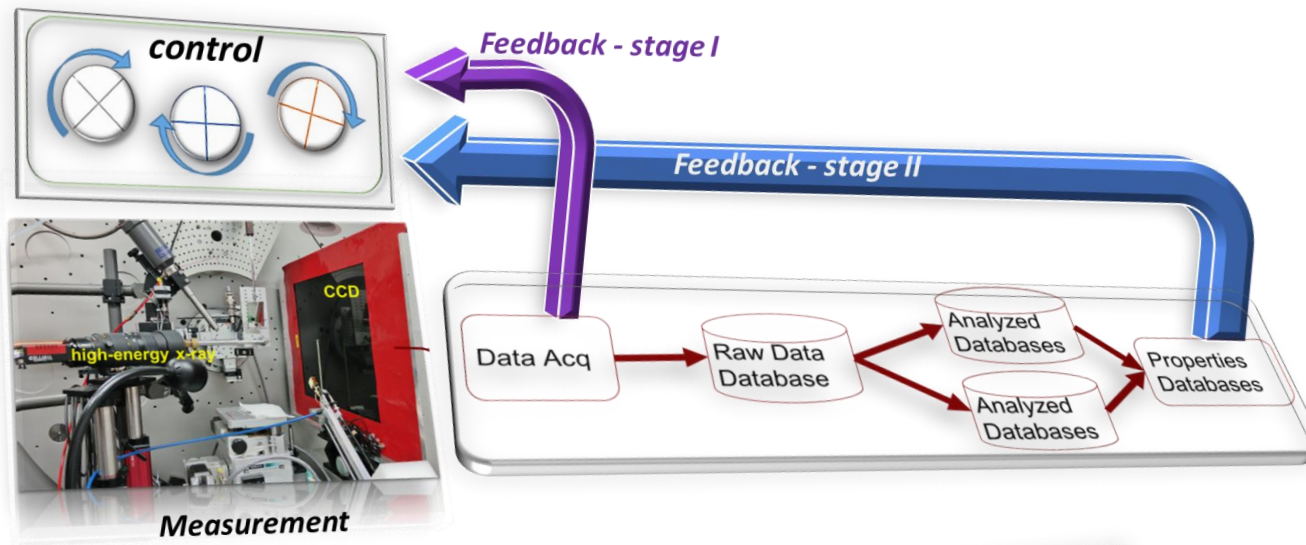 control
Feedback - stage I
Feedback - stage II
CCD
high-energy x-ray
Measurement
Data Acq
Raw Data
Database
Analyzed
Databases
Analyzed
Databases
Properties
Databases